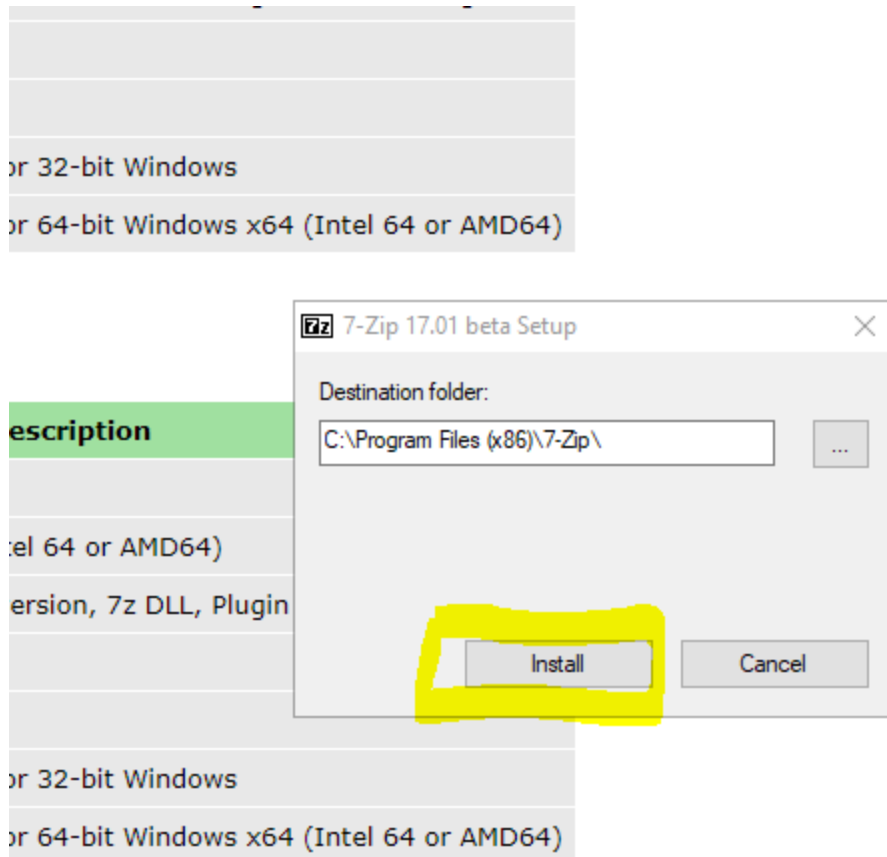 or 32-bit Windows
or 64-bit Windows x64 (Intel 64 or AMD64)
7z 7-Zip 17.01 beta Setup
Destination folder:
C:\Program Files (x86)\7-Zip\
...
escription
tel 64 or AMD64)
ersion, 7z DLL, Plugin
Install Cancel
or 32-bit Windows
or 64-bit Windows x64 (Intel 64 or AMD64)